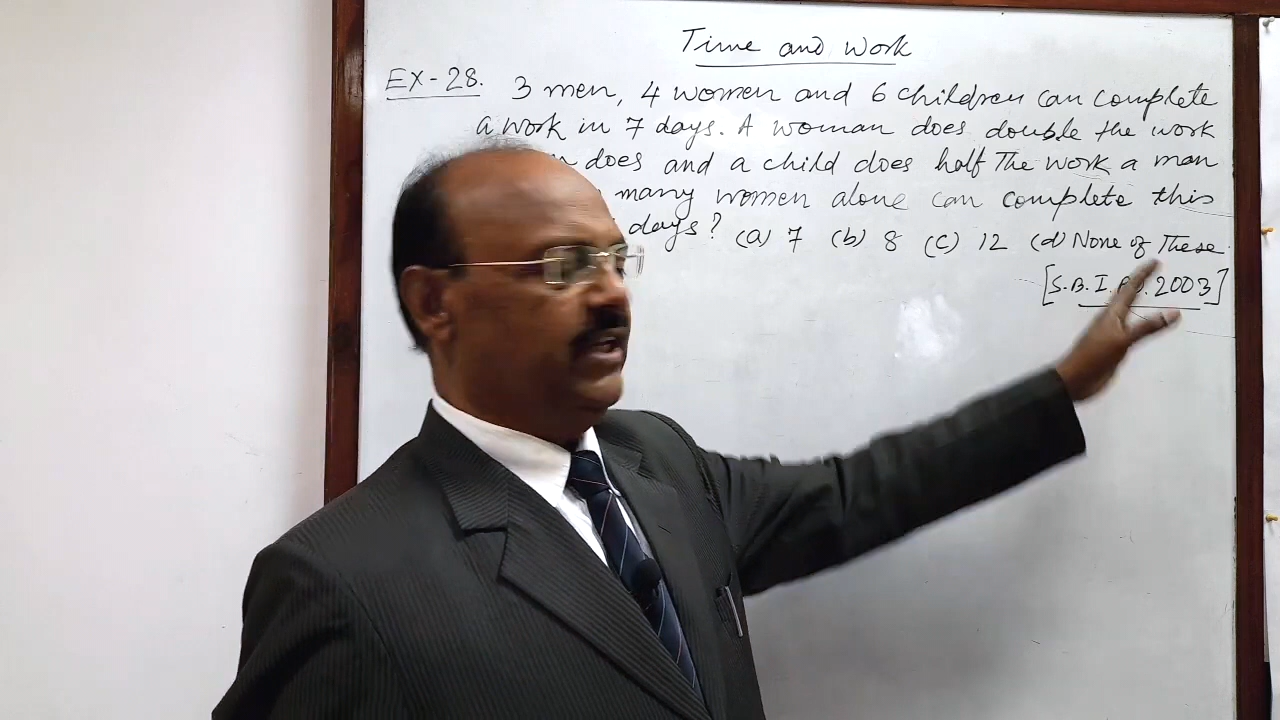 Time and Work
EX-28. 3 men, 4 women and 6 children can complete
a work in 7 days. A woman does double the work
does and a child does half The work a man
many women alone can complete this
days? (a) 7 (b) 8 (c) 12 (d) None of These
[S.B.I. P.O. 2003]